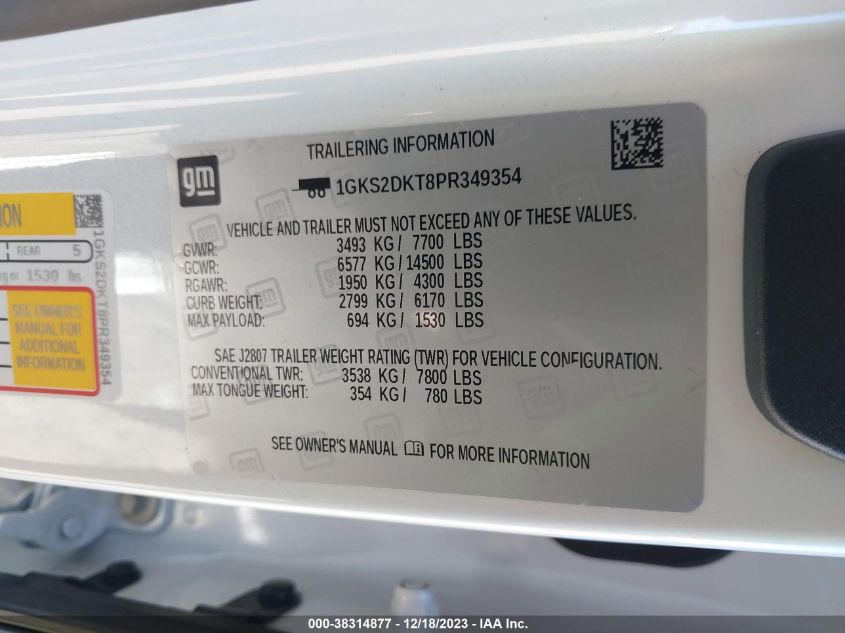 TRAILERING INFORMATION
gm
1GKS2DKT8PR349354
VEHICLE AND TRAILER MUST NOT EXCEED ANY OF THESE VALUES.
GVWR: 3493 KG / 7700 LBS
GCWR: 6577 KG / 14500 LBS
RGAWR: 1950 KG / 4300 LBS
CURB WEIGHT: 2799 KG / 6170 LBS
MAX PAYLOAD: 694 KG / 1530 LBS
SAE J2807 TRAILER WEIGHT RATING (TWR) FOR VEHICLE CONFIGURATION.
CONVENTIONAL TWR: 3538 KG / 7800 LBS
MAX TONGUE WEIGHT: 354 KG / 780 LBS
SEE OWNER'S MANUAL FOR MORE INFORMATION
REAR 5
kg or 1530 lbs
SEE OWNER'S
MANUAL FOR
ADDITIONAL
INFORMATION
1GKS2DKT8PR349354
000-38314877 - 12/18/2023 - IAA Inc.